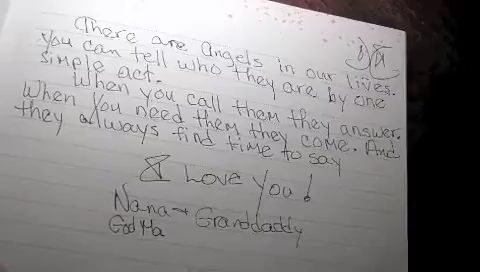 There are angels in our lives.
You can tell who they are by one
simple act.
When you call them they answer.
When you need them they come. And
they always find time to say
I Love you!
Nana → Granddaddy
God Ma